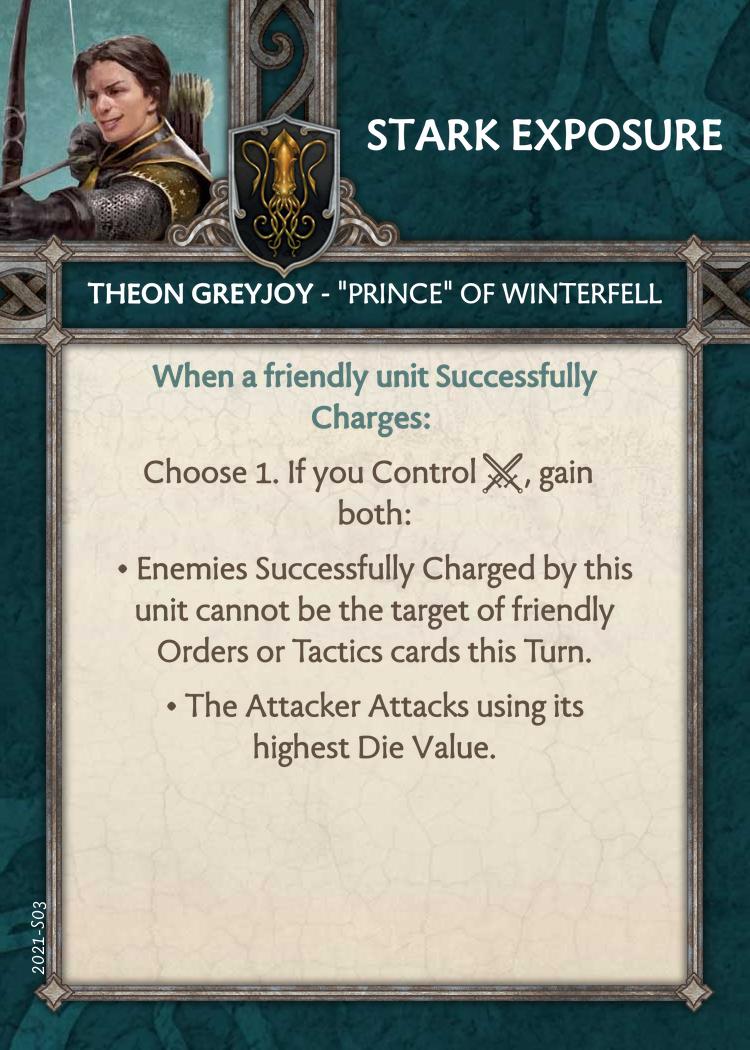 STARK EXPOSURE
THEON GREYJOY - "PRINCE" OF WINTERFELL
When a friendly unit Successfully
Charges:
Choose 1. If you Control , gain
both:
• Enemies Successfully Charged by this
unit cannot be the target of friendly
Orders or Tactics cards this Turn.
• The Attacker Attacks using its
highest Die Value.
2021-S03